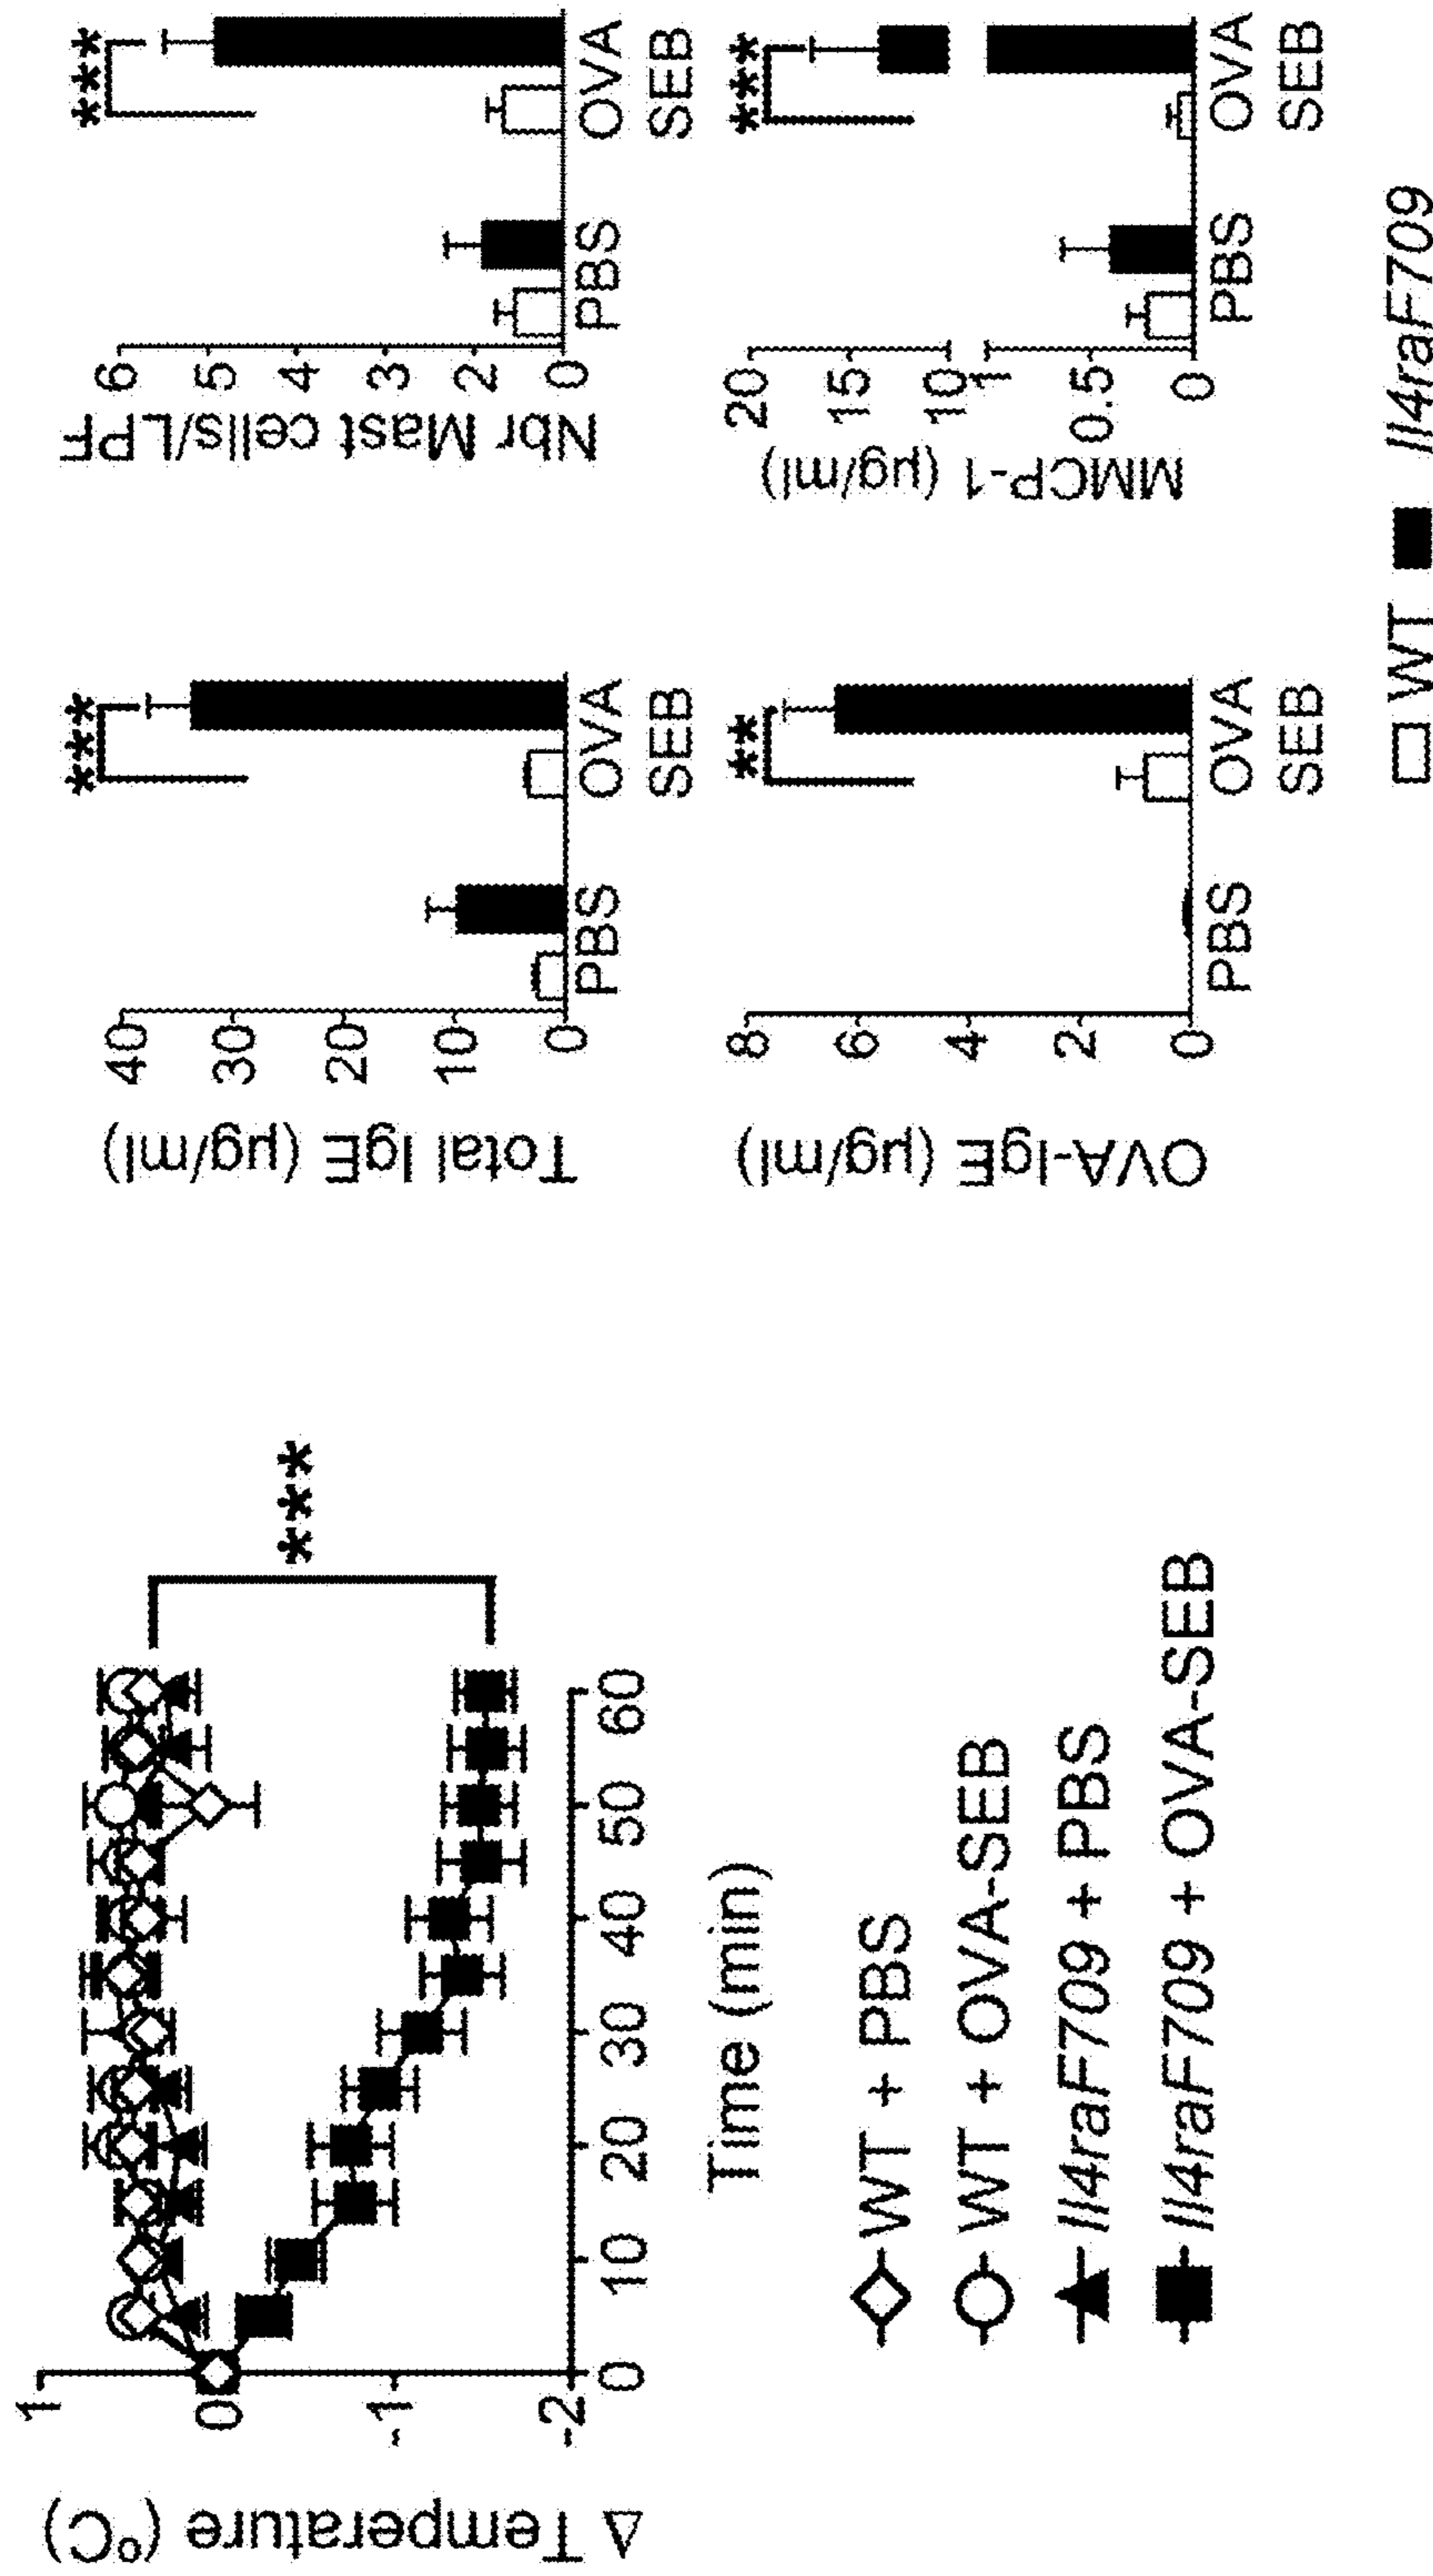 Δ Temperature (ºC)
1
0
-1
-2
0 10 20 30 40 50 60
Time (min)
***
WT + PBS
WT + OVA-SEB
Il4raF709 + PBS
Il4raF709 + OVA-SEB
Total IgE (µg/ml)
40
30
20
10
0
***
PBS OVA
SEB
Nbr Mast cells/LPF
6
5
4
3
2
0
***
PBS OVA
SEB
OVA-IgE (µg/ml)
8
6
4
2
0
**
PBS OVA
SEB
MMCP-1 (µg/ml)
20
15
10
1
0.5
0
***
PBS OVA
SEB
WT Il4raF709